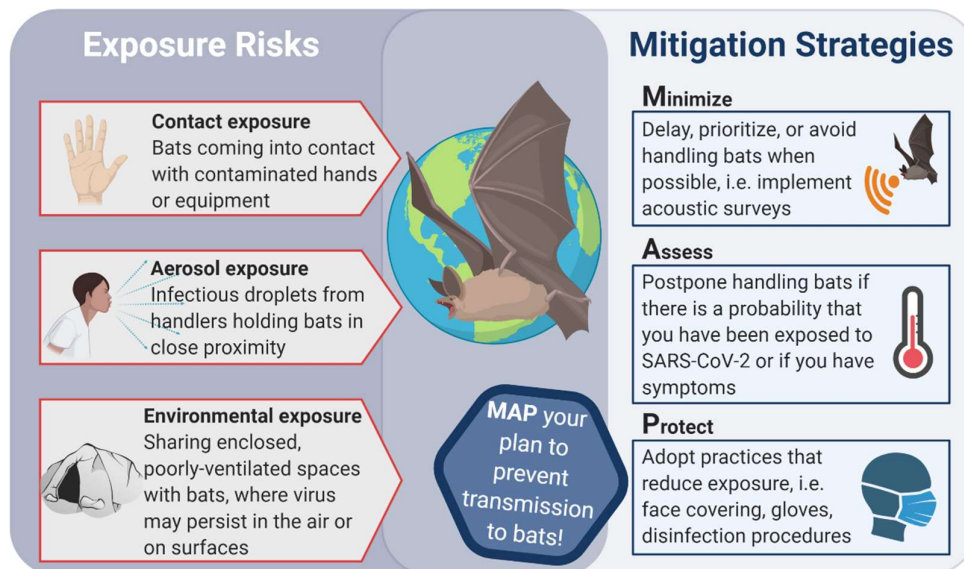 Exposure Risks
Contact exposure
Bats coming into contact
with contaminated hands
or equipment
Aerosol exposure
Infectious droplets from
handlers holding bats in
close proximity
Environmental exposure
Sharing enclosed,
poorly-ventilated spaces
with bats, where virus
may persist in the air or
on surfaces
MAP your
plan to
prevent
transmission
to bats!
Mitigation Strategies
Minimize
Delay, prioritize, or avoid
handling bats when
possible, i.e. implement
acoustic surveys
Assess
Postpone handling bats if
there is a probability that
you have been exposed to
SARS-CoV-2 or if you have
symptoms
Protect
Adopt practices that
reduce exposure, i.e.
face covering, gloves,
disinfection procedures